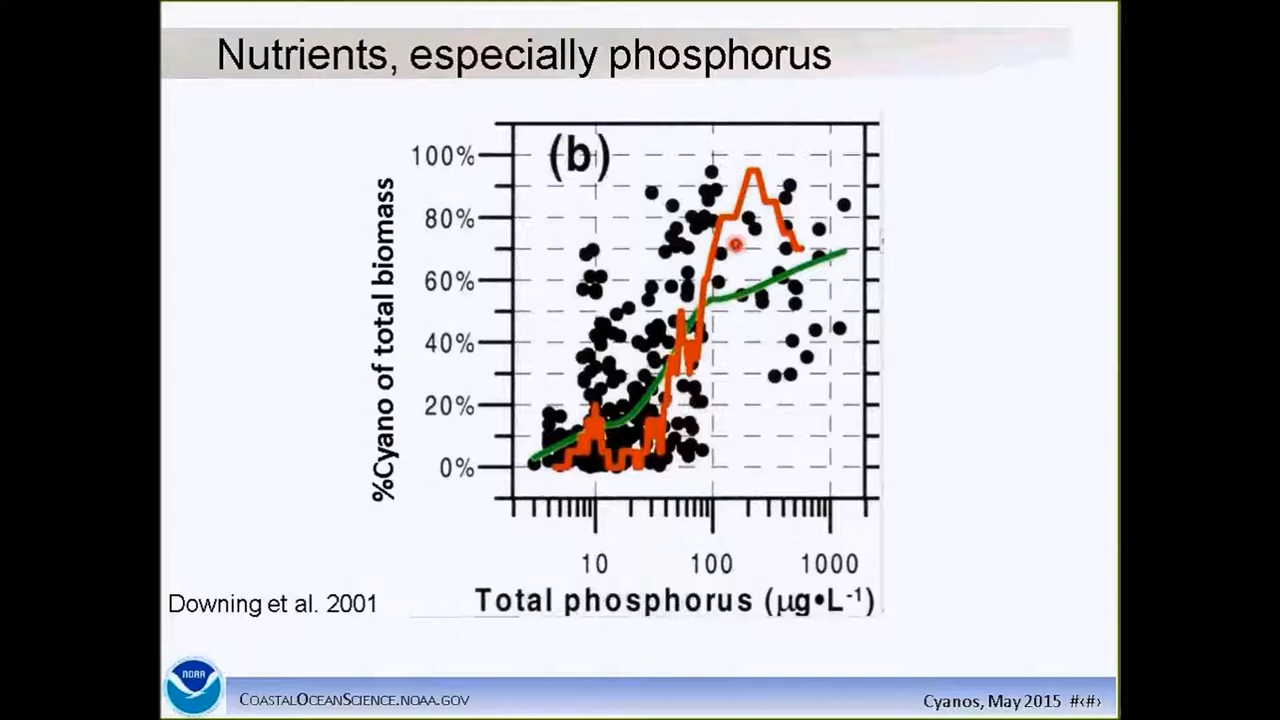 Nutrients, especially phosphorus
(b)
100%
80%
60%
40%
20%
0%
%Cyano of total biomass
10 100 1000
Total phosphorus (µg•L⁻¹)
Downing et al. 2001
NOAA
COASTALOCEANSCIENCE.NOAA.GOV
Cyanos, May 2015 #‹#›